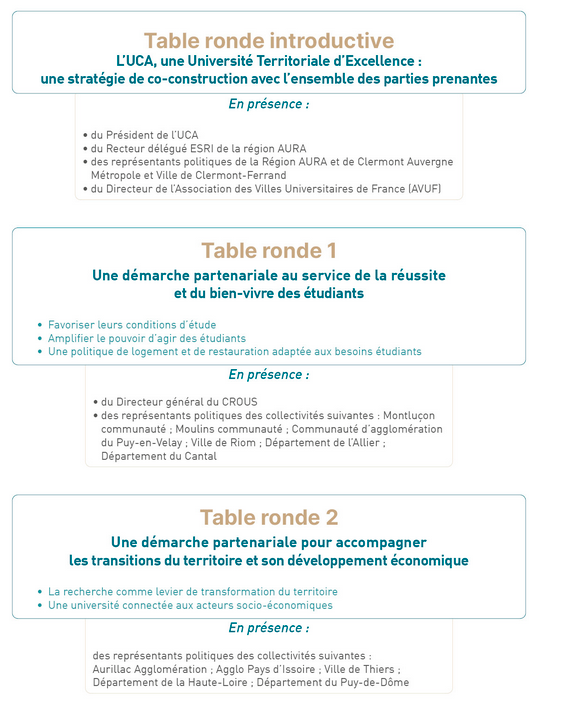 Table ronde introductive
L'UCA, une Université Territoriale d'Excellence :
une stratégie de co-construction avec l'ensemble des parties prenantes
En présence :
• du Président de l'UCA
• du Recteur délégué ESRI de la région AURA
• des représentants politiques de la Région AURA et de Clermont Auvergne
Métropole et Ville de Clermont-Ferrand
• du Directeur de l'Association des Villes Universitaires de France (AVUF)
Table ronde 1
Une démarche partenariale au service de la réussite
et du bien-vivre des étudiants
• Favoriser leurs conditions d'étude
• Amplifier le pouvoir d'agir des étudiants
• Une politique de logement et de restauration adaptée aux besoins étudiants
En présence :
• du Directeur général du CROUS
• des représentants politiques des collectivités suivantes : Montluçon
communauté ; Moulins communauté ; Communauté d'agglomération
du Puy-en-Velay ; Ville de Riom ; Département de l'Allier ;
Département du Cantal
Table ronde 2
Une démarche partenariale pour accompagner
les transitions du territoire et son développement économique
• La recherche comme levier de transformation du territoire
• Une université connectée aux acteurs socio-économiques
En présence :
des représentants politiques des collectivités suivantes :
Aurillac Agglomération ; Agglo Pays d'Issoire ; Ville de Thiers ;
Département de la Haute-Loire ; Département du Puy-de-Dôme